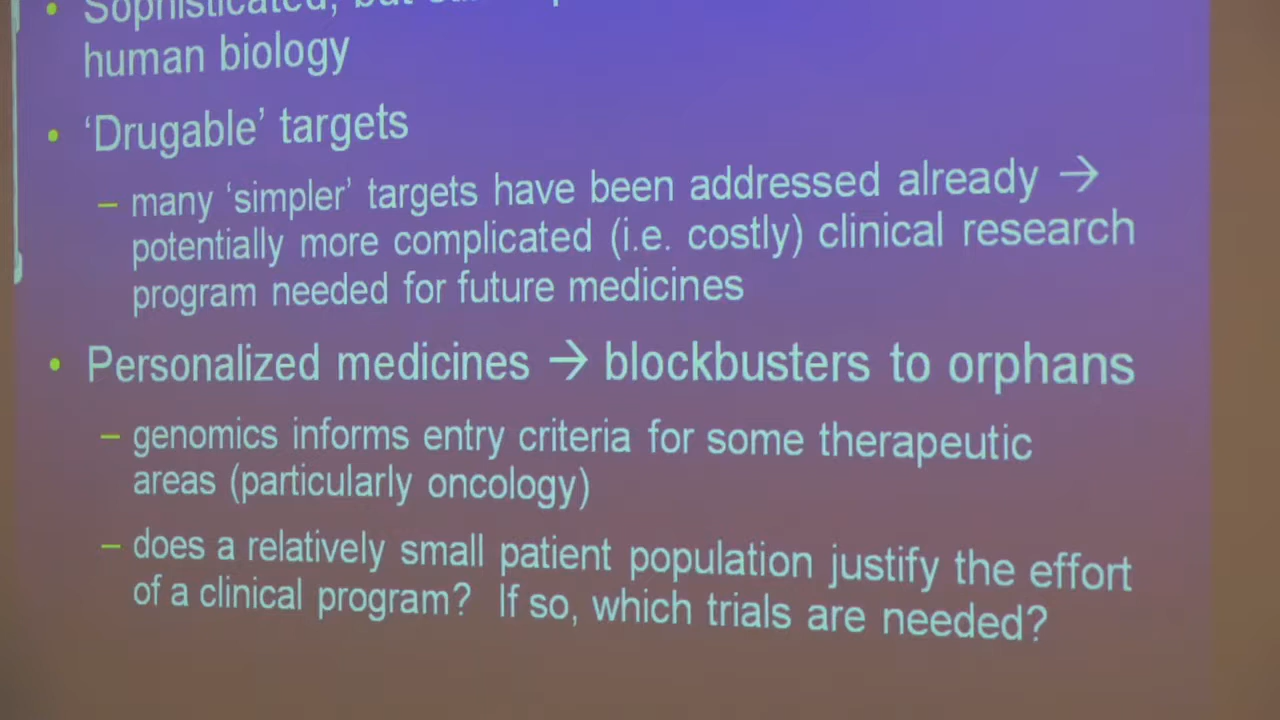 • Sophisticated, but
human biology
• ‘Drugable’ targets
– many ‘simpler’ targets have been addressed already →
potentially more complicated (i.e. costly) clinical research
program needed for future medicines
• Personalized medicines → blockbusters to orphans
– genomics informs entry criteria for some therapeutic
areas (particularly oncology)
– does a relatively small patient population justify the effort
of a clinical program? If so, which trials are needed?